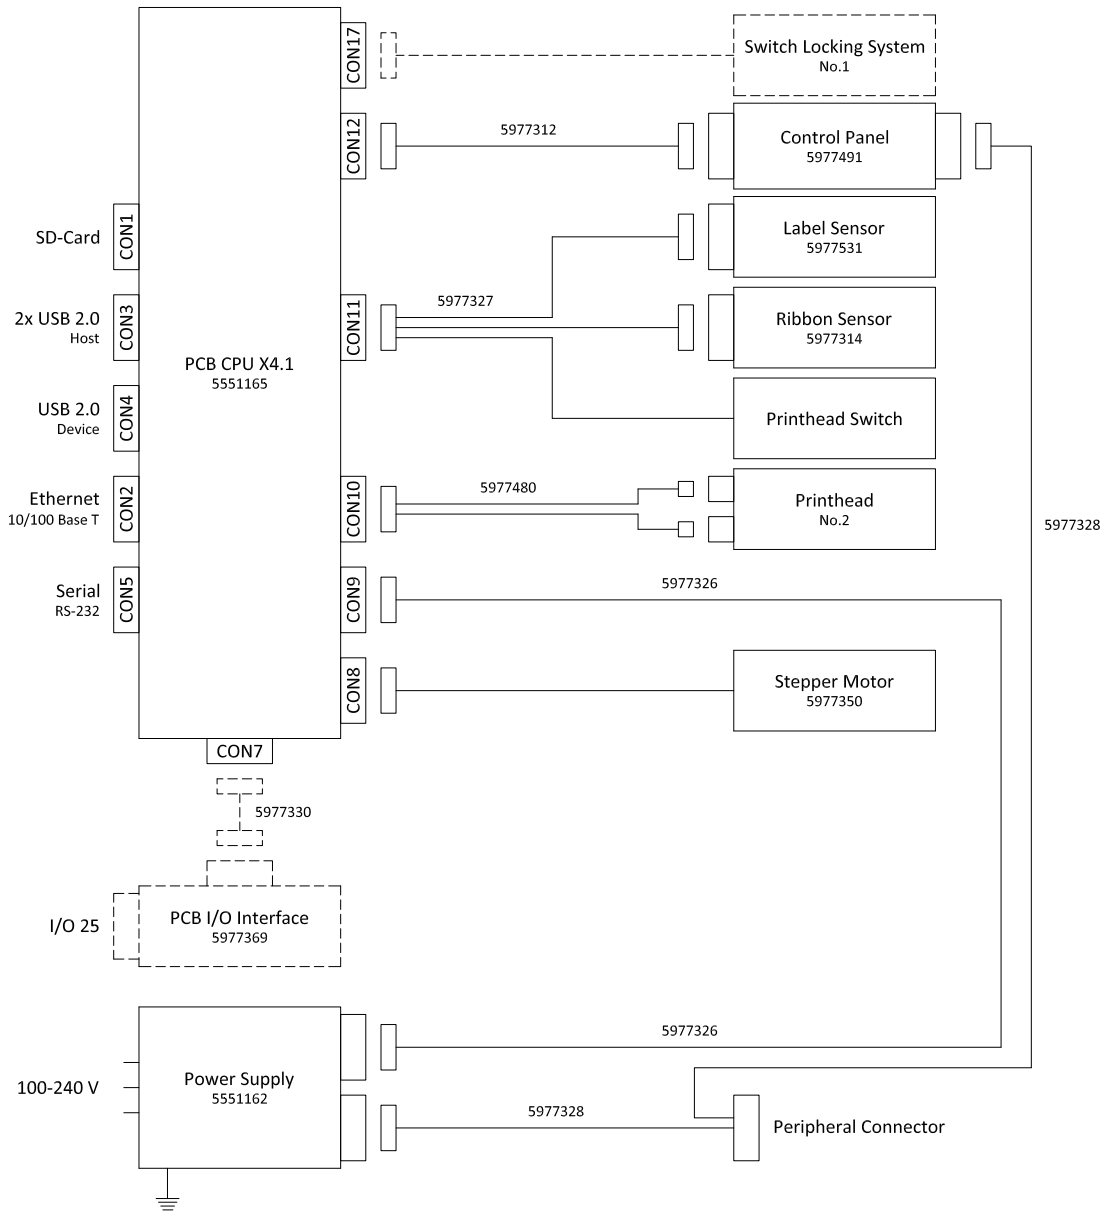 CON17
Switch Locking System
No.1
CON12
5977312
Control Panel
5977491
SD-Card
CON1
Label Sensor
5977531
2x USB 2.0
Host
CON3
CON11
5977327
Ribbon Sensor
5977314
PCB CPU X4.1
5551165
USB 2.0
Device
CON4
Printhead Switch
Ethernet
10/100 Base T
CON2
CON10
5977480
Printhead
No.2
5977328
Serial
RS-232
CON5
CON9
5977326
CON8
Stepper Motor
5977350
CON7
5977330
I/O 25
PCB I/O Interface
5977369
5977326
100-240 V
Power Supply
5551162
5977328
Peripheral Connector